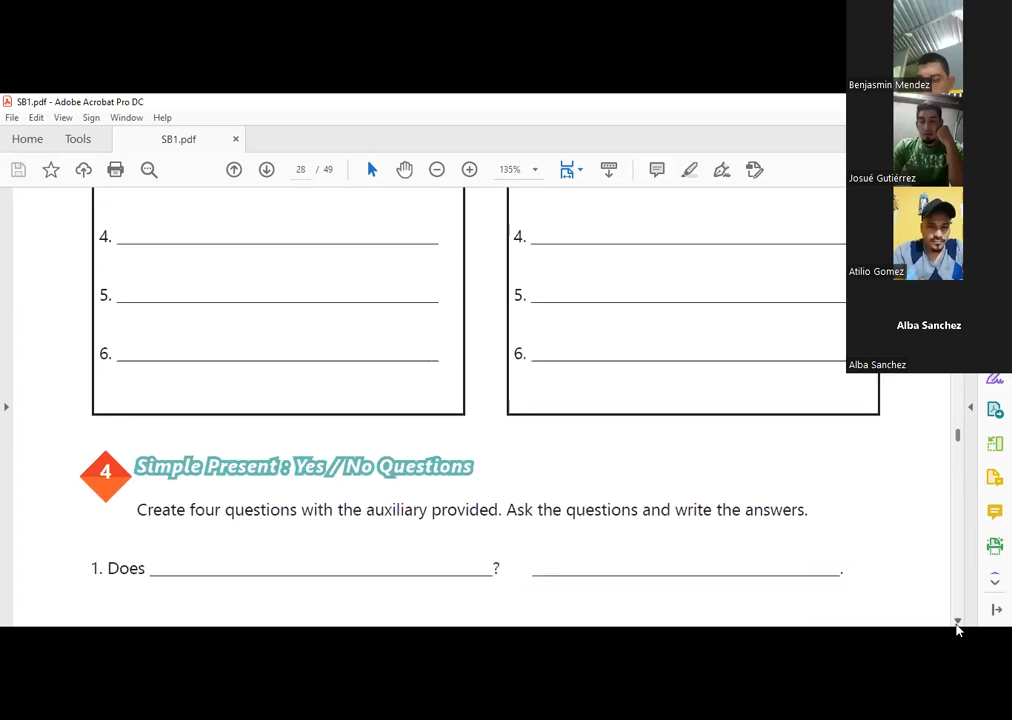 Benjasmin Mendez
SB1.pdf - Adobe Acrobat Pro DC
File Edit View Sign Window Help
Home Tools SB1.pdf ×
28 / 49 135%
Josué Gutiérrez
4. 4.
Atilio Gomez
5. 5.
Alba Sanchez
6. 6.
Alba Sanchez
4 Simple Present : Yes / No Questions
Create four questions with the auxiliary provided. Ask the questions and write the answers.
1. Does ______________________________? ______________________________.